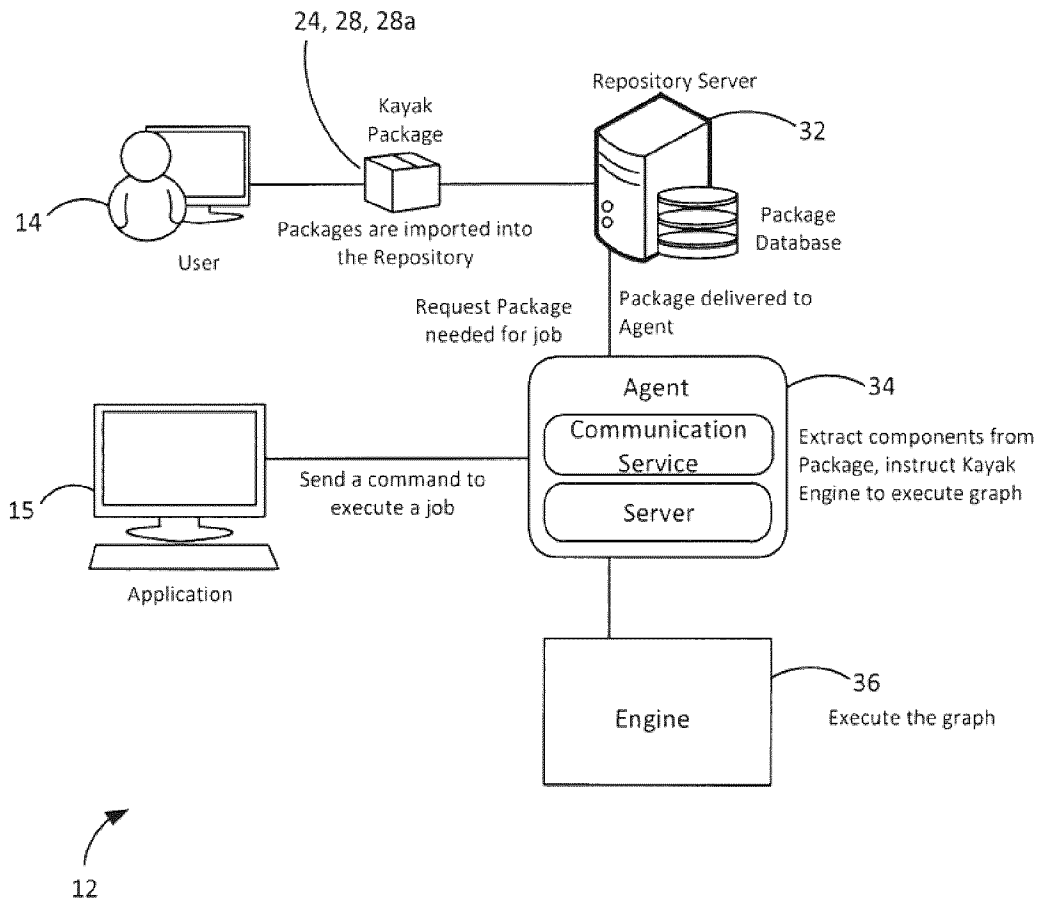 24, 28, 28a
Repository Server
32
Kayak
Package
14
User
Packages are imported into
the Repository
Package
Database
Request Package
needed for job
Package delivered to
Agent
34
Agent
Communication
Service
Server
Extract components from
Package, instruct Kayak
Engine to execute graph
15
Send a command to
execute a job
Application
36
Engine
Execute the graph
12